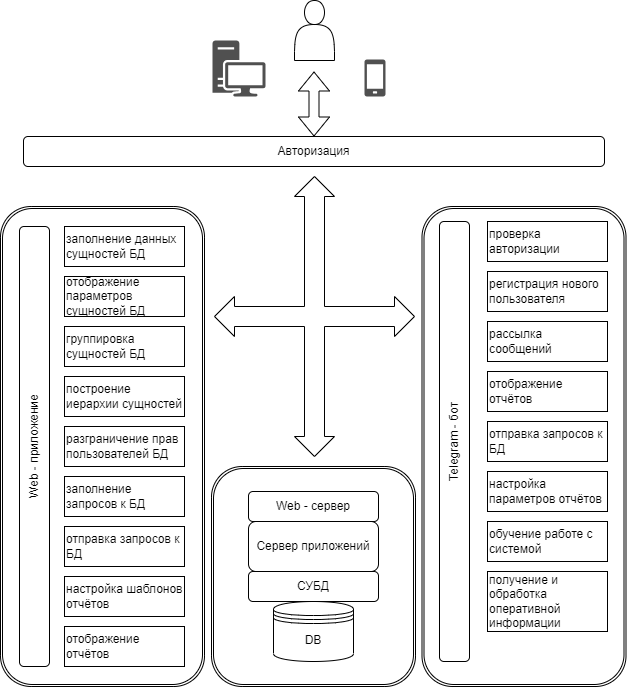 Авторизация
Web - приложение
заполнение данных
сущностей БД
отображение
параметров
сущностей БД
группировка
сущностей БД
построение
иерархии сущностей
разграничение прав
пользователей БД
заполнение
запросов к БД
отправка запросов к
БД
настройка шаблонов
отчётов
отображение
отчётов
Web - сервер
Сервер приложений
СУБД
DB
Telegram - бот
проверка
авторизации
регистрация нового
пользователя
рассылка
сообщений
отображение
отчётов
отправка запросов к
БД
настройка
параметров отчётов
обучение работе с
системой
получение и
обработка
оперативной
информации